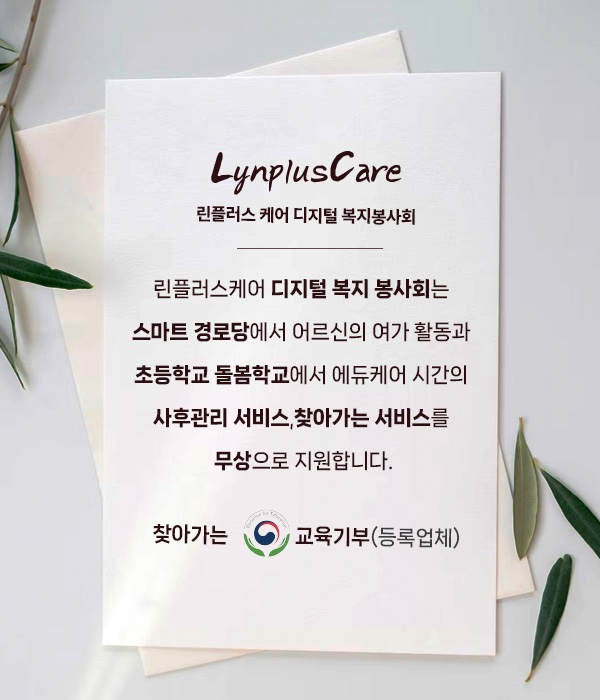 LynplusCare
린플러스 케어 디지털 복지봉사회
린플러스케어 디지털 복지 봉사회는
스마트 경로당에서 어르신의 여가 활동과
초등학교 돌봄학교에서 에듀케어 시간의
사후관리 서비스,찾아가는 서비스를
무상으로 지원합니다.
찾아가는 교육기부(등록업체)